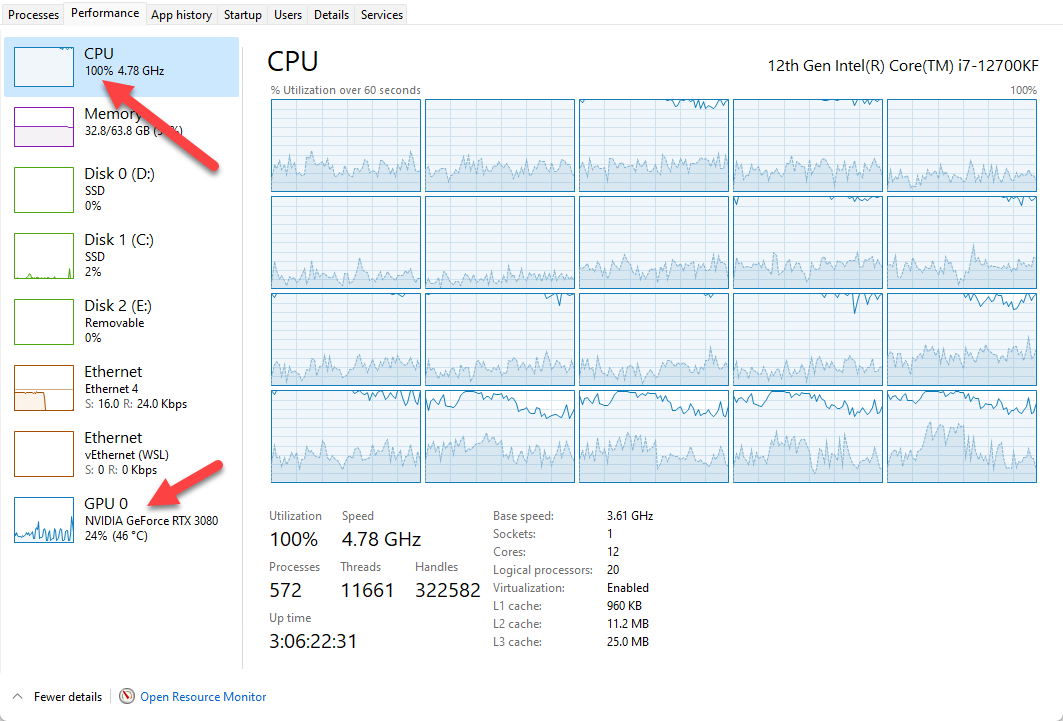 Processes Performance App history Startup Users Details Services
CPU
100% 4.78 GHz
Memory
32.8/63.8 GB
Disk 0 (D:)
SSD
0%
Disk 1 (C:)
SSD
2%
Disk 2 (E:)
Removable
0%
Ethernet
Ethernet 4
S: 16.0 R: 24.0 Kbps
Ethernet
vEthernet (WSL)
S: 0 R: 0 Kbps
GPU 0
NVIDIA GeForce RTX 3080
24% (46 °C)
CPU
12th Gen Intel(R) Core(TM) i7-12700KF
% Utilization over 60 seconds
100%
Utilization Speed
100% 4.78 GHz
Processes Threads Handles
572 11661 322582
Up time
3:06:22:31
Base speed: 3.61 GHz
Sockets: 1
Cores: 12
Logical processors: 20
Virtualization: Enabled
L1 cache: 960 KB
L2 cache: 11.2 MB
L3 cache: 25.0 MB
Fewer details Open Resource Monitor